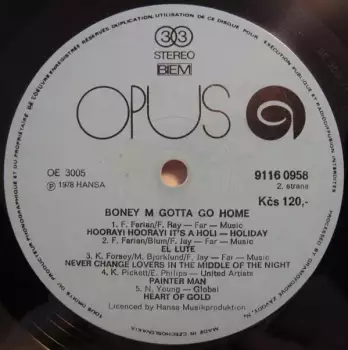 33
STEREO
BIEM
OPUS
OE 3005
℗ 1978 HANSA
9116 0958
2. strana
Kčs 120,-
BONEY M GOTTA GO HOME
1. F. Farian/F. Ray — Far — Music
HOORAY! HOORAY! IT'S A HOLI — HOLIDAY
2. F. Farian/Blum/F. Jay — Far — Music
EL LUTE
3. K. Forsey/M. Bjorklund/F. Jay — Far — Music
NEVER CHANGE LOVERS IN THE MIDDLE OF THE NIGHT
4. K. Pickett/E. Philips — United Artists
PAINTER MAN
5. N. Young — Global
HEART OF GOLD
Licenced by Hansa Musikproduktion
MADE IN CZECHOSLOVAKIA